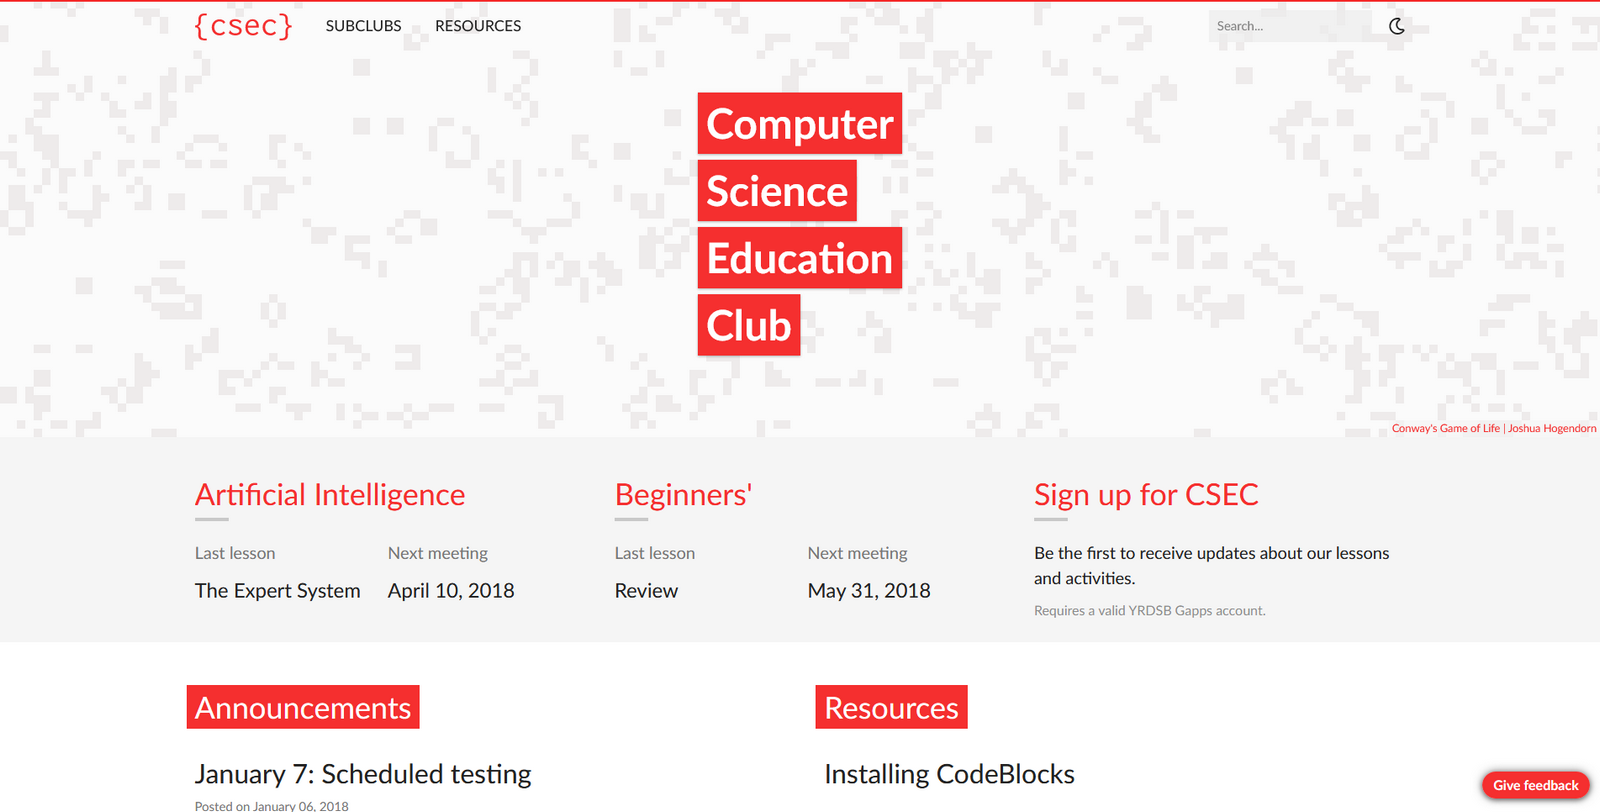 {csec} SUBCLUBS RESOURCES Search...
Computer
Science
Education
Club
Conway's Game of Life | Joshua Hogendorn
Artificial Intelligence
Last lesson Next meeting
The Expert System April 10, 2018
Beginners'
Last lesson Next meeting
Review May 31, 2018
Sign up for CSEC
Be the first to receive updates about our lessons
and activities.
Requires a valid YRDSB Gapps account.
Announcements
January 7: Scheduled testing
Posted on January 06, 2018
Resources
Installing CodeBlocks
Give feedback